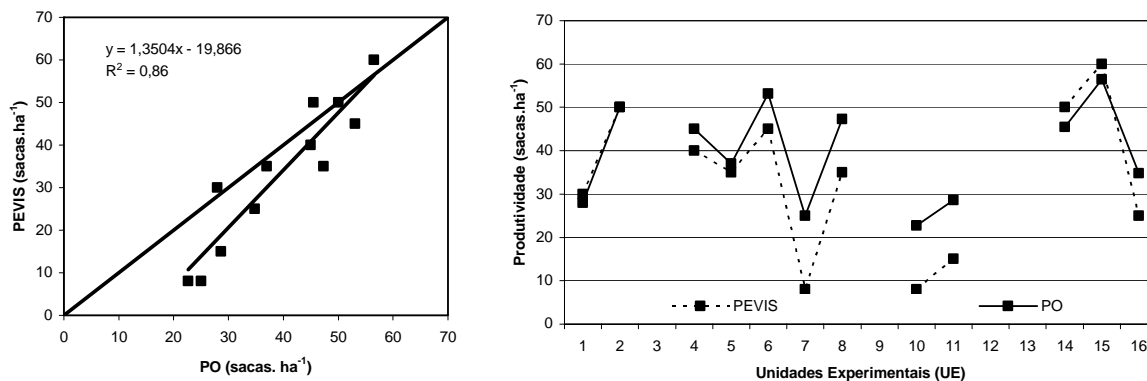 y = 1,3504x - 19,866
R² = 0,86
PEVIS (sacas.ha⁻¹)
70
60
50
40
30
20
10
0
0 10 20 30 40 50 60 70
PO (sacas. ha⁻¹)
Produtividade (sacas.ha⁻¹)
70
60
50
40
30
20
10
0
PEVIS PO
1 2 3 4 5 6 7 8 9 10 11 12 13 14 15 16
Unidades Experimentais (UE)